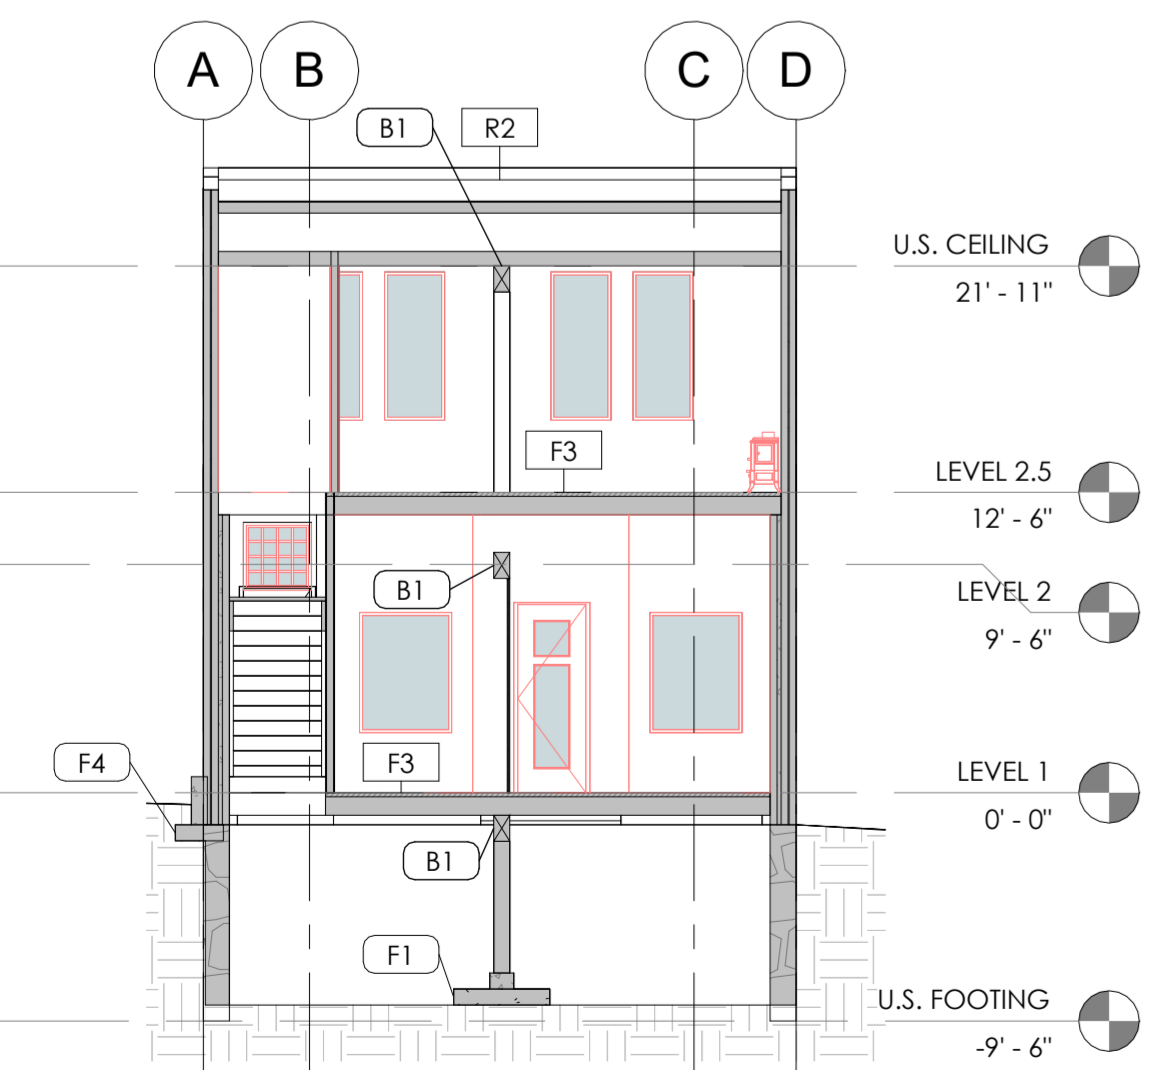 A B C D
B1 R2
U.S. CEILING
21' - 11"
F3
LEVEL 2.5
12' - 6"
B1
LEVEL 2
9' - 6"
F4
F3
LEVEL 1
0' - 0"
B1
F1
U.S. FOOTING
-9' - 6"